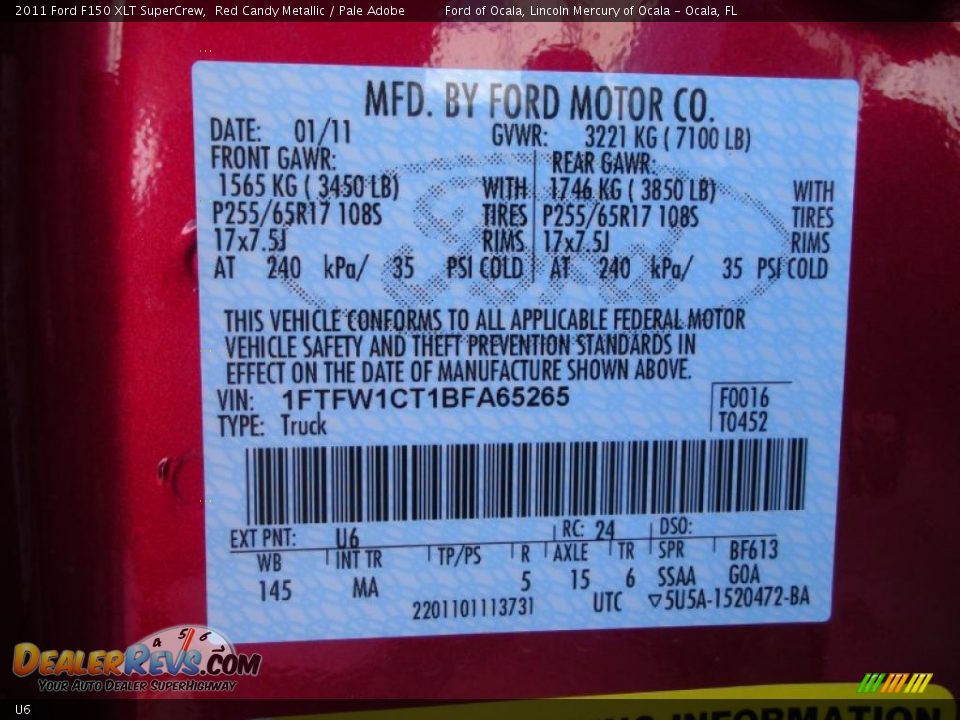 2011 Ford F150 XLT SuperCrew, Red Candy Metallic / Pale Adobe Ford of Ocala, Lincoln Mercury of Ocala - Ocala, FL
MFD. BY FORD MOTOR CO.
DATE: 01/11 GVWR: 3221 KG ( 7100 LB)
FRONT GAWR: REAR GAWR:
1565 KG ( 3450 LB) WITH 1746 KG ( 3850 LB) WITH
P255/65R17 108S TIRES P255/65R17 108S TIRES
17x7.5J RIMS 17x7.5J RIMS
AT 240 kPa/ 35 PSI COLD AT 240 kPa/ 35 PSI COLD
THIS VEHICLE CONFORMS TO ALL APPLICABLE FEDERAL MOTOR
VEHICLE SAFETY AND THEFT PREVENTION STANDARDS IN
EFFECT ON THE DATE OF MANUFACTURE SHOWN ABOVE.
VIN: 1FTFW1CT1BFA65265 F0016
TYPE: Truck T0452
EXT PNT: U6 RC: 24 DSO:
WB INT TR TP/PS R AXLE TR SPR BF613
145 MA 5 15 6 SSAA GOA
2201101113731 UTC ▽5U5A-1520472-BA
4 5 6
DEALERREVS.COM
YOUR AUTO DEALER SUPERHIGHWAY
U6
INFORMATION